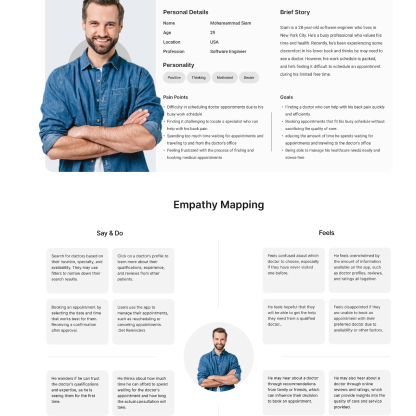 Personal Details
Name Mohamammad Siam
Age 29
Location USA
Profession Software Engineer
Personality
Positive Thinking Motivated Desire
Pain Points
Difficulty in scheduling doctor appointments due to his
busy work schedule
Finding it challenging to locate specialist who can
help with his back pain.
Spending too much time waiting for appointments and
traveling to and from the doctor's office
Feeling frustrated with the process of finding and
booking medical appointments
Brief Story
Siam is a 29-year-old software engineer who lives in
New York City. He's a busy professional who values his
time and health. Recently, he's been experiencing some
discomfort in his lower back and thinks he may need to
see a doctor. However, his work schedule is packed,
and he's finding it difficult to schedule an appointment
during his limited free time.
Goals
Finding a doctor who can help with his back pain quickly
and efficiently.
Booking appointments that fit his busy schedule without
sacrificing the quality of care.
educing the amount of time he spends waiting for
appointments and traveling to the doctor's office
Being able to manage his healthcare needs easily and
stress-free
Empathy Mapping
Say & Do
Search for doctors based on
their location, specialty, and
availability. They may use
filters to narrow down their
search results.
Click on a doctor's profile to
learn more about their
qualifications, experience,
and reviews from other
patients.
Booking an appointment by
selecting the date and time
that works best for them.
Receiving a confirmation
after approval.
Users use the app to
manage their appointments,
such as rescheduling or
canceling appointments.
Get Reminders
He wonders if he can trust
the doctor's qualifications
and expertise, as he is
seeing them for the first
time.
He thinks about how much
time he can afford to spend
waiting for the doctor's
appointment and how long
the actual consultation will
take.
Feels
Feels confused about which
doctor to choose, especially
if they have never visited
one before.
He feels overwhelmed by
the amount of information
available on the app, such
as doctor profiles, reviews,
and ratings all together.
He feels hopeful that they
will be able to get the help
they need from a qualified
doctor.
Feels disappointed if they
are unable to book an
appointment with their
preferred doctor due to
availability or other factors.
He may hear about a doctor
through recommendations
from family or friends, which
can influence their decision
to book an appointment.
He may also hear about a
doctor through online
reviews and ratings, which
can provide insights into the
quality of care and service
provided.